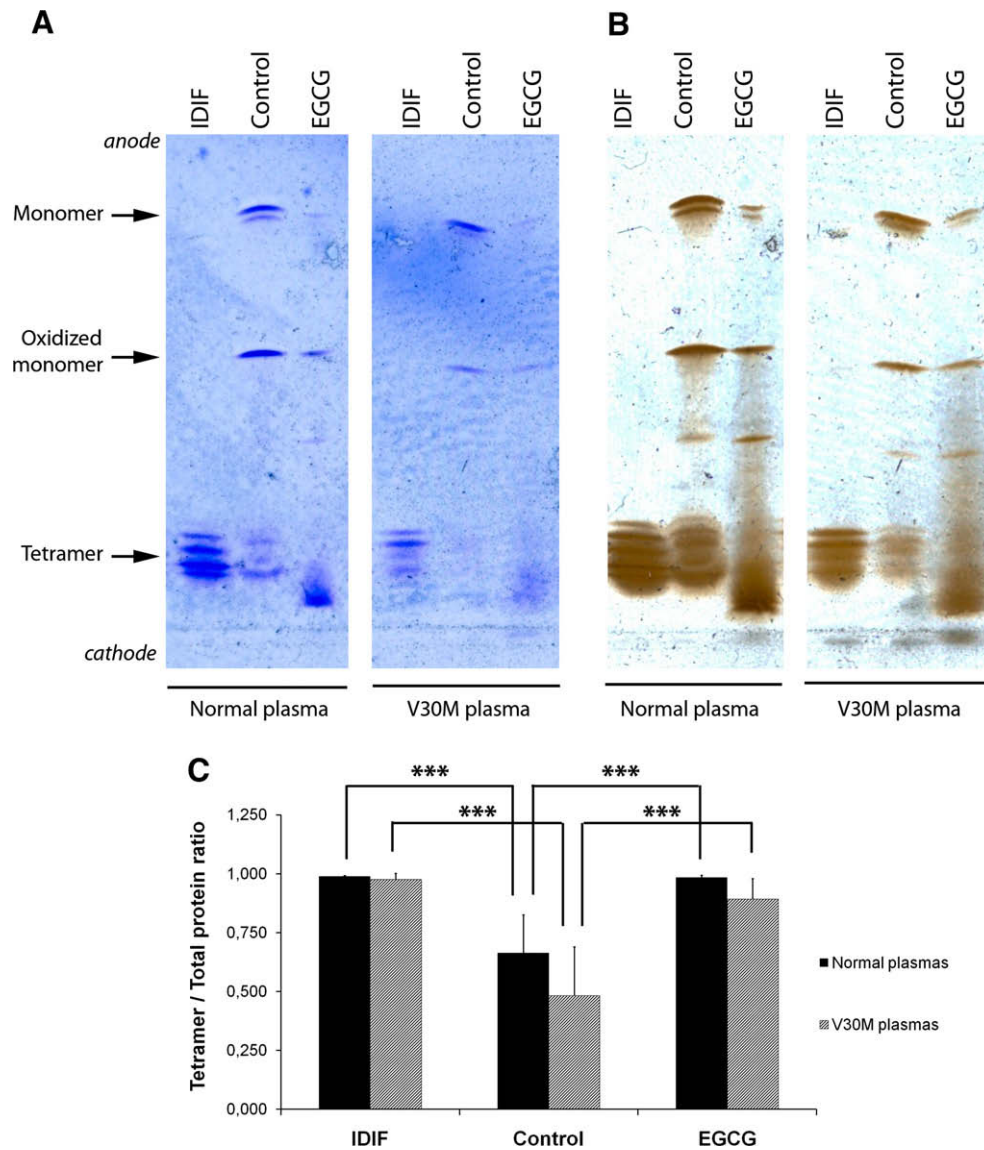 A
B
IDIF
Control
EGCG
IDIF
Control
EGCG
IDIF
Control
EGCG
IDIF
Control
EGCG
anode
Monomer
Oxidized
monomer
Tetramer
cathode
Normal plasma
V30M plasma
Normal plasma
V30M plasma
C
***
***
***
***
Tetramer / Total protein ratio
1,250
1,000
0,750
0,500
0,250
0,000
IDIF
Control
EGCG
Normal plasmas
V30M plasmas